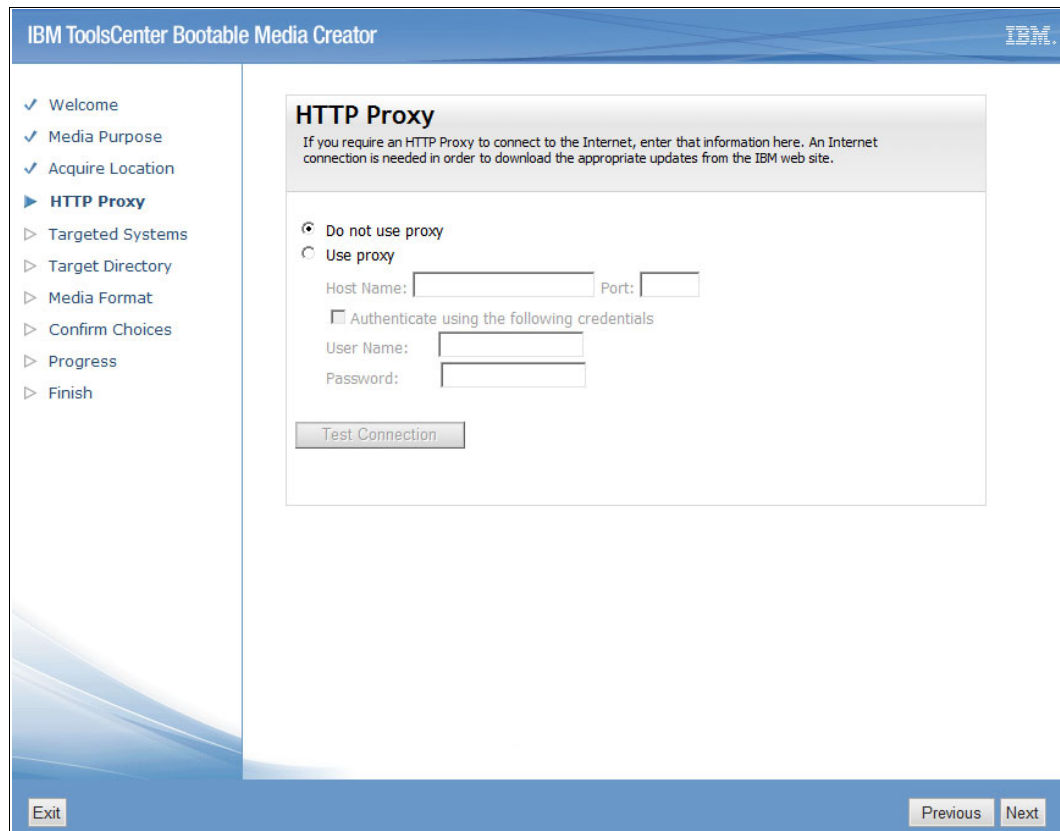 IBM ToolsCenter Bootable Media Creator
IBM.
Welcome
Media Purpose
Acquire Location
HTTP Proxy
Targeted Systems
Target Directory
Media Format
Confirm Choices
Progress
Finish
HTTP Proxy
If you require an HTTP Proxy to connect to the Internet, enter that information here. An Internet
connection is needed in order to download the appropriate updates from the IBM web site.
Do not use proxy
Use proxy
Host Name: Port:
Authenticate using the following credentials
User Name:
Password:
Test Connection
Exit
Previous Next